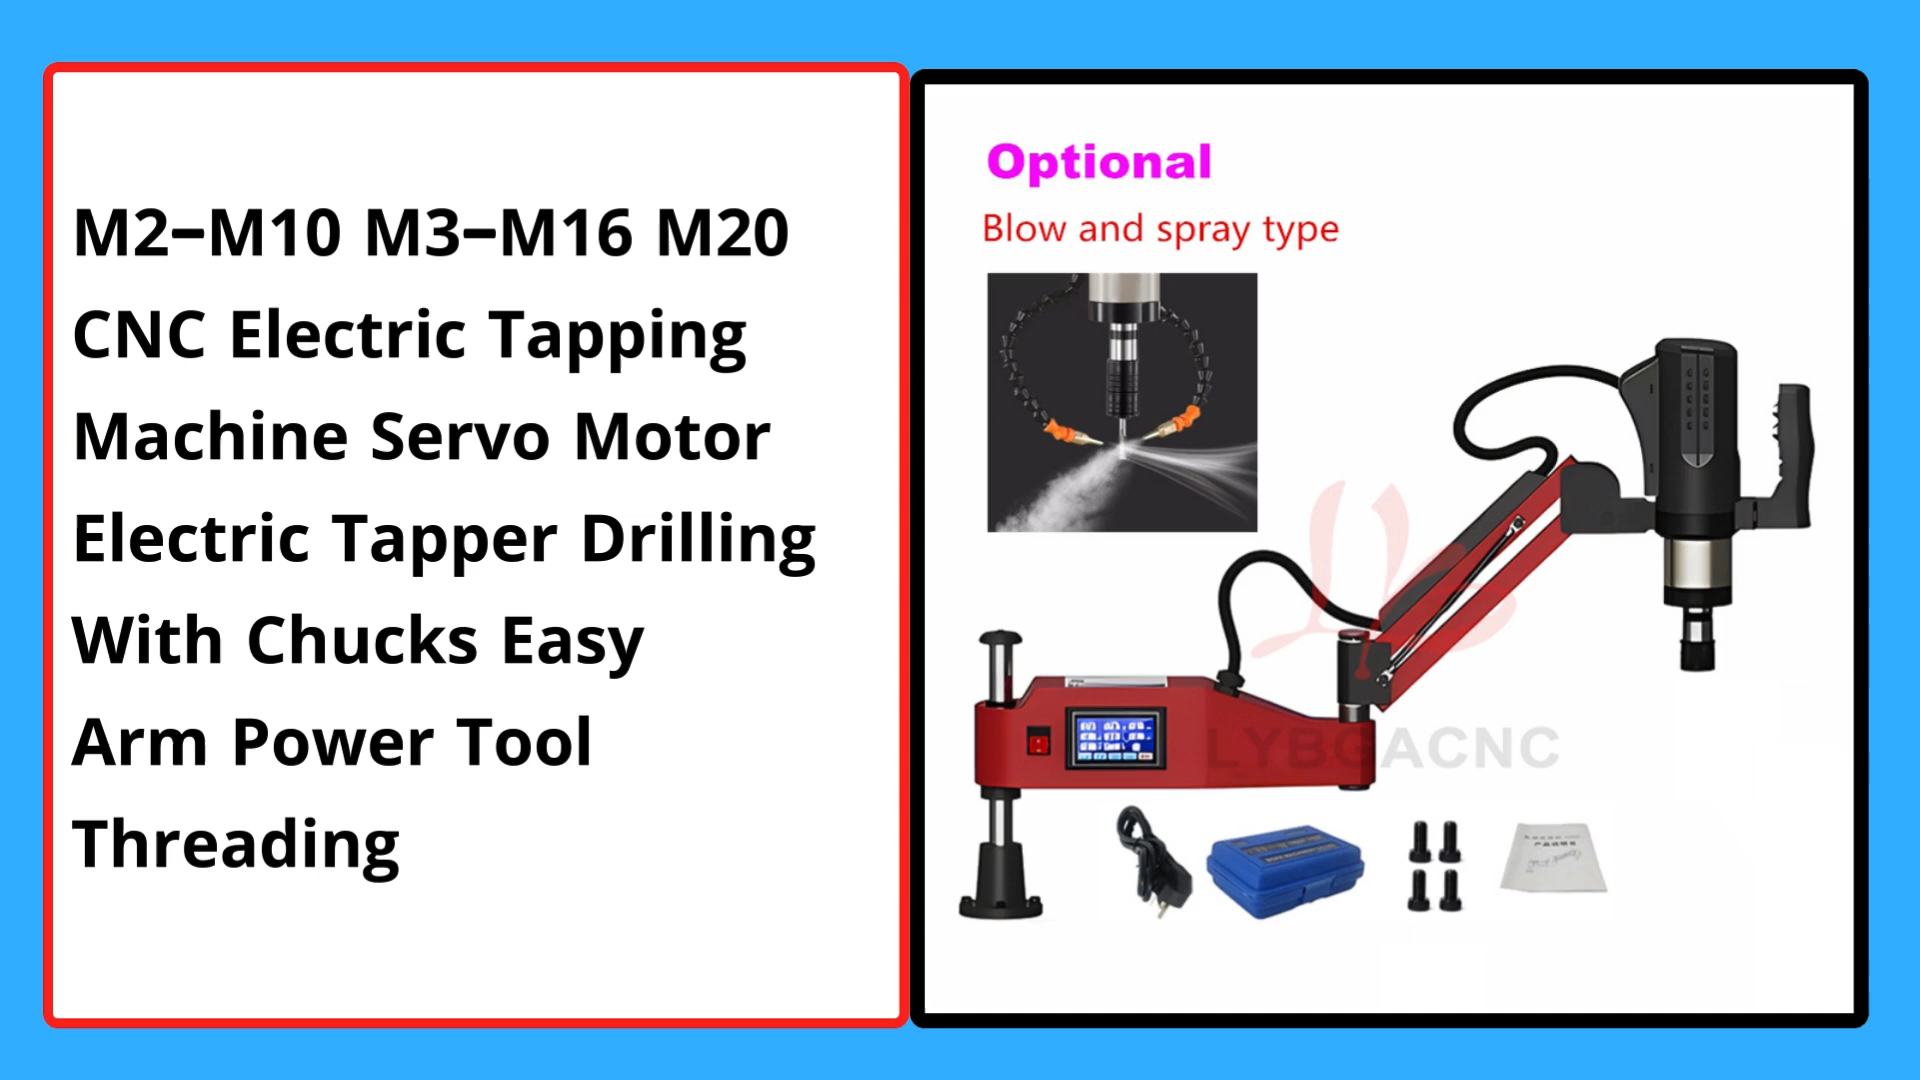 M2–M10 M3–M16 M20
CNC Electric Tapping
Machine Servo Motor
Electric Tapper Drilling
With Chucks Easy
Arm Power Tool
Threading
Optional
Blow and spray type
LYBGACNC